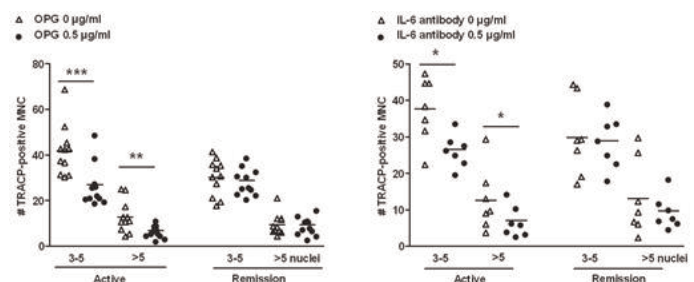 △ OPG 0 µg/ml
● OPG 0.5 µg/ml
# TRACP-positive MNC
80
60
40
20
0
***
**
3-5 >5 3-5 >5 nuclei
Active Remission
△ IL-6 antibody 0 µg/ml
● IL-6 antibody 0.5 µg/ml
# TRACP-positive MNC
50
40
30
20
10
0
*
*
3-5 >5 3-5 >5 nuclei
Active Remission